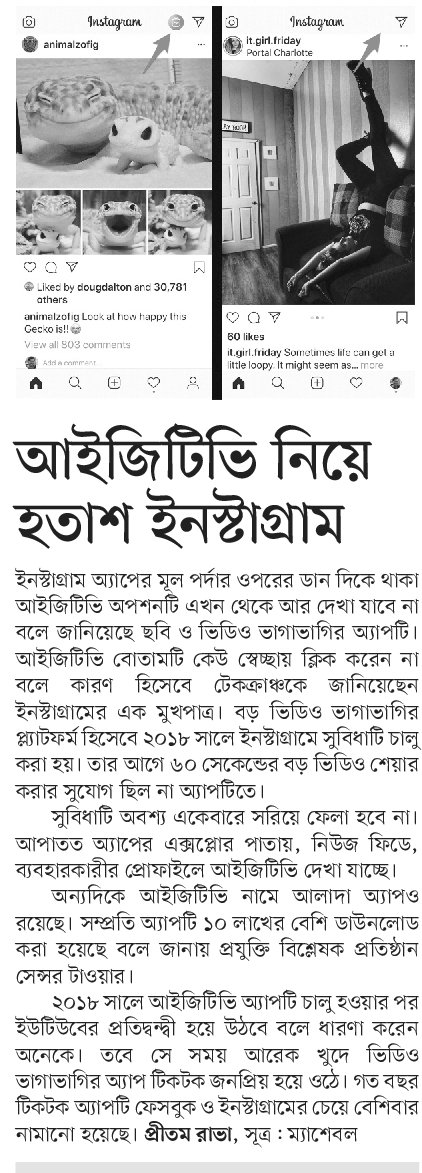 Instagram
animalzofig
Liked by dougdalton and 30,781
others
animalzofig Look at how happy this
Gecko is!!
View all 803 comments
Add a comment...
Instagram
it.girl.friday
Portal Charlotte
60 likes
it.girl.friday Sometimes life can get a
little loopy. It might seem as... more
আইজিটিভি নিয়ে
হতাশ ইনস্টাগ্রাম
ইনস্টাগ্রাম অ্যাপের মূল পর্দার ওপরের ডান দিকে থাকা
আইজিটিভি অপশনটি এখন থেকে আর দেখা যাবে না
বলে জানিয়েছে ছবি ও ভিডিও ভাগাভাগির অ্যাপটি।
আইজিটিভি বোতামটি কেউ স্বেচ্ছায় ক্লিক করেন না
বলে কারণ হিসেবে টেকক্রাঞ্চকে জানিয়েছেন
ইনস্টাগ্রামের এক মুখপাত্র। বড় ভিডিও ভাগাভাগির
প্ল্যাটফর্ম হিসেবে ২০১৮ সালে ইনস্টাগ্রামে সুবিধাটি চালু
করা হয়। তার আগে ৬০ সেকেন্ডের বড় ভিডিও শেয়ার
করার সুযোগ ছিল না অ্যাপটিতে।
সুবিধাটি অবশ্য একেবারে সরিয়ে ফেলা হবে না।
আপাতত অ্যাপের এক্সপ্লোর পাতায়, নিউজ ফিডে,
ব্যবহারকারীর প্রোফাইলে আইজিটিভি দেখা যাচ্ছে।
অন্যদিকে আইজিটিভি নামে আলাদা অ্যাপও
রয়েছে। সম্প্রতি অ্যাপটি ১০ লাখের বেশি ডাউনলোড
করা হয়েছে বলে জানায় প্রযুক্তি বিশ্লেষক প্রতিষ্ঠান
সেন্সর টাওয়ার।
২০১৮ সালে আইজিটিভি অ্যাপটি চালু হওয়ার পর
ইউটিউবের প্রতিদ্বন্দ্বী হয়ে উঠবে বলে ধারণা করেন
অনেকে। তবে সে সময় আরেক খুদে ভিডিও
ভাগাভাগির অ্যাপ টিকটক জনপ্রিয় হয়ে ওঠে। গত বছর
টিকটক অ্যাপটি ফেসবুক ও ইনস্টাগ্রামের চেয়ে বেশিবার
নামানো হয়েছে। প্রীতম রাভা, সূত্র : ম্যাশেবল